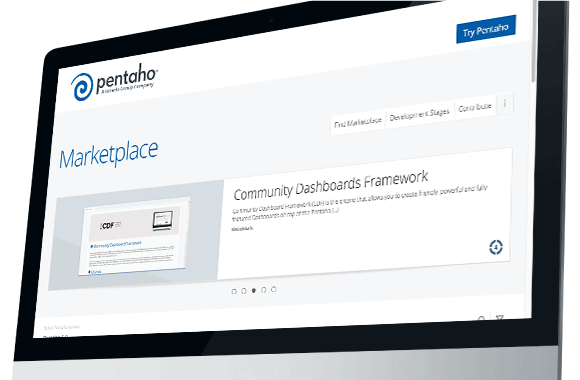 Try Pentaho
pentaho
A Hitachi Group Company
Find Marketplace
Development Stages
Contribute
Marketplace
Community Dashboards Framework
Community Dashboard Framework (CDF) is
that allows you to create friendly, powerful and fully
featured Dashboards on top of the Pentaho [...]
CDF
Community Dashboard Framework
4